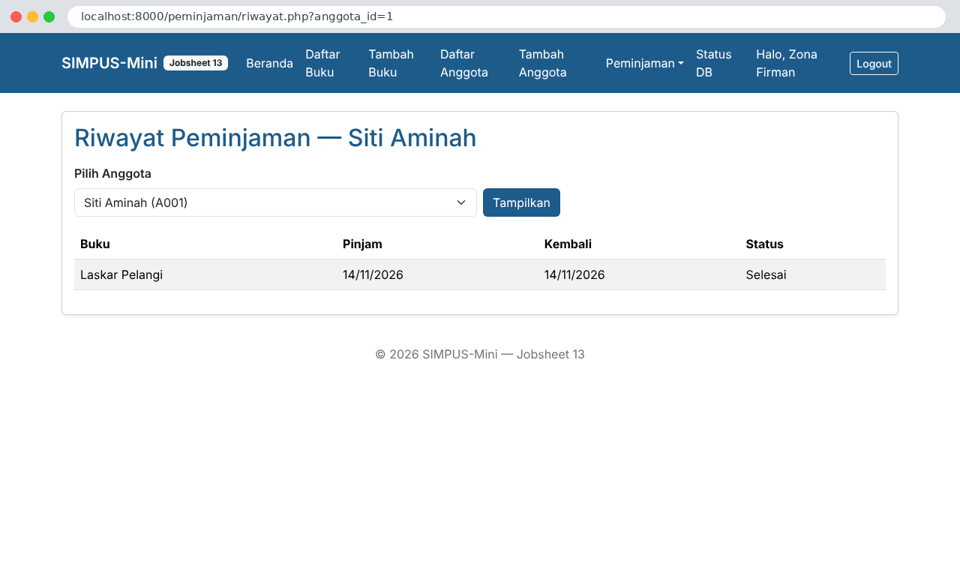 localhost:8000/peminjaman/riwayat.php?anggota_id=1
SIMPUS-Mini Jobsheet 13 Beranda Daftar Buku Tambah Buku Daftar Anggota Tambah Anggota Peminjaman Status DB Halo, Zona Firman Logout
Riwayat Peminjaman — Siti Aminah
Pilih Anggota
Siti Aminah (A001) Tampilkan
Buku Pinjam Kembali Status
Laskar Pelangi 14/11/2026 14/11/2026 Selesai
© 2026 SIMPUS-Mini — Jobsheet 13